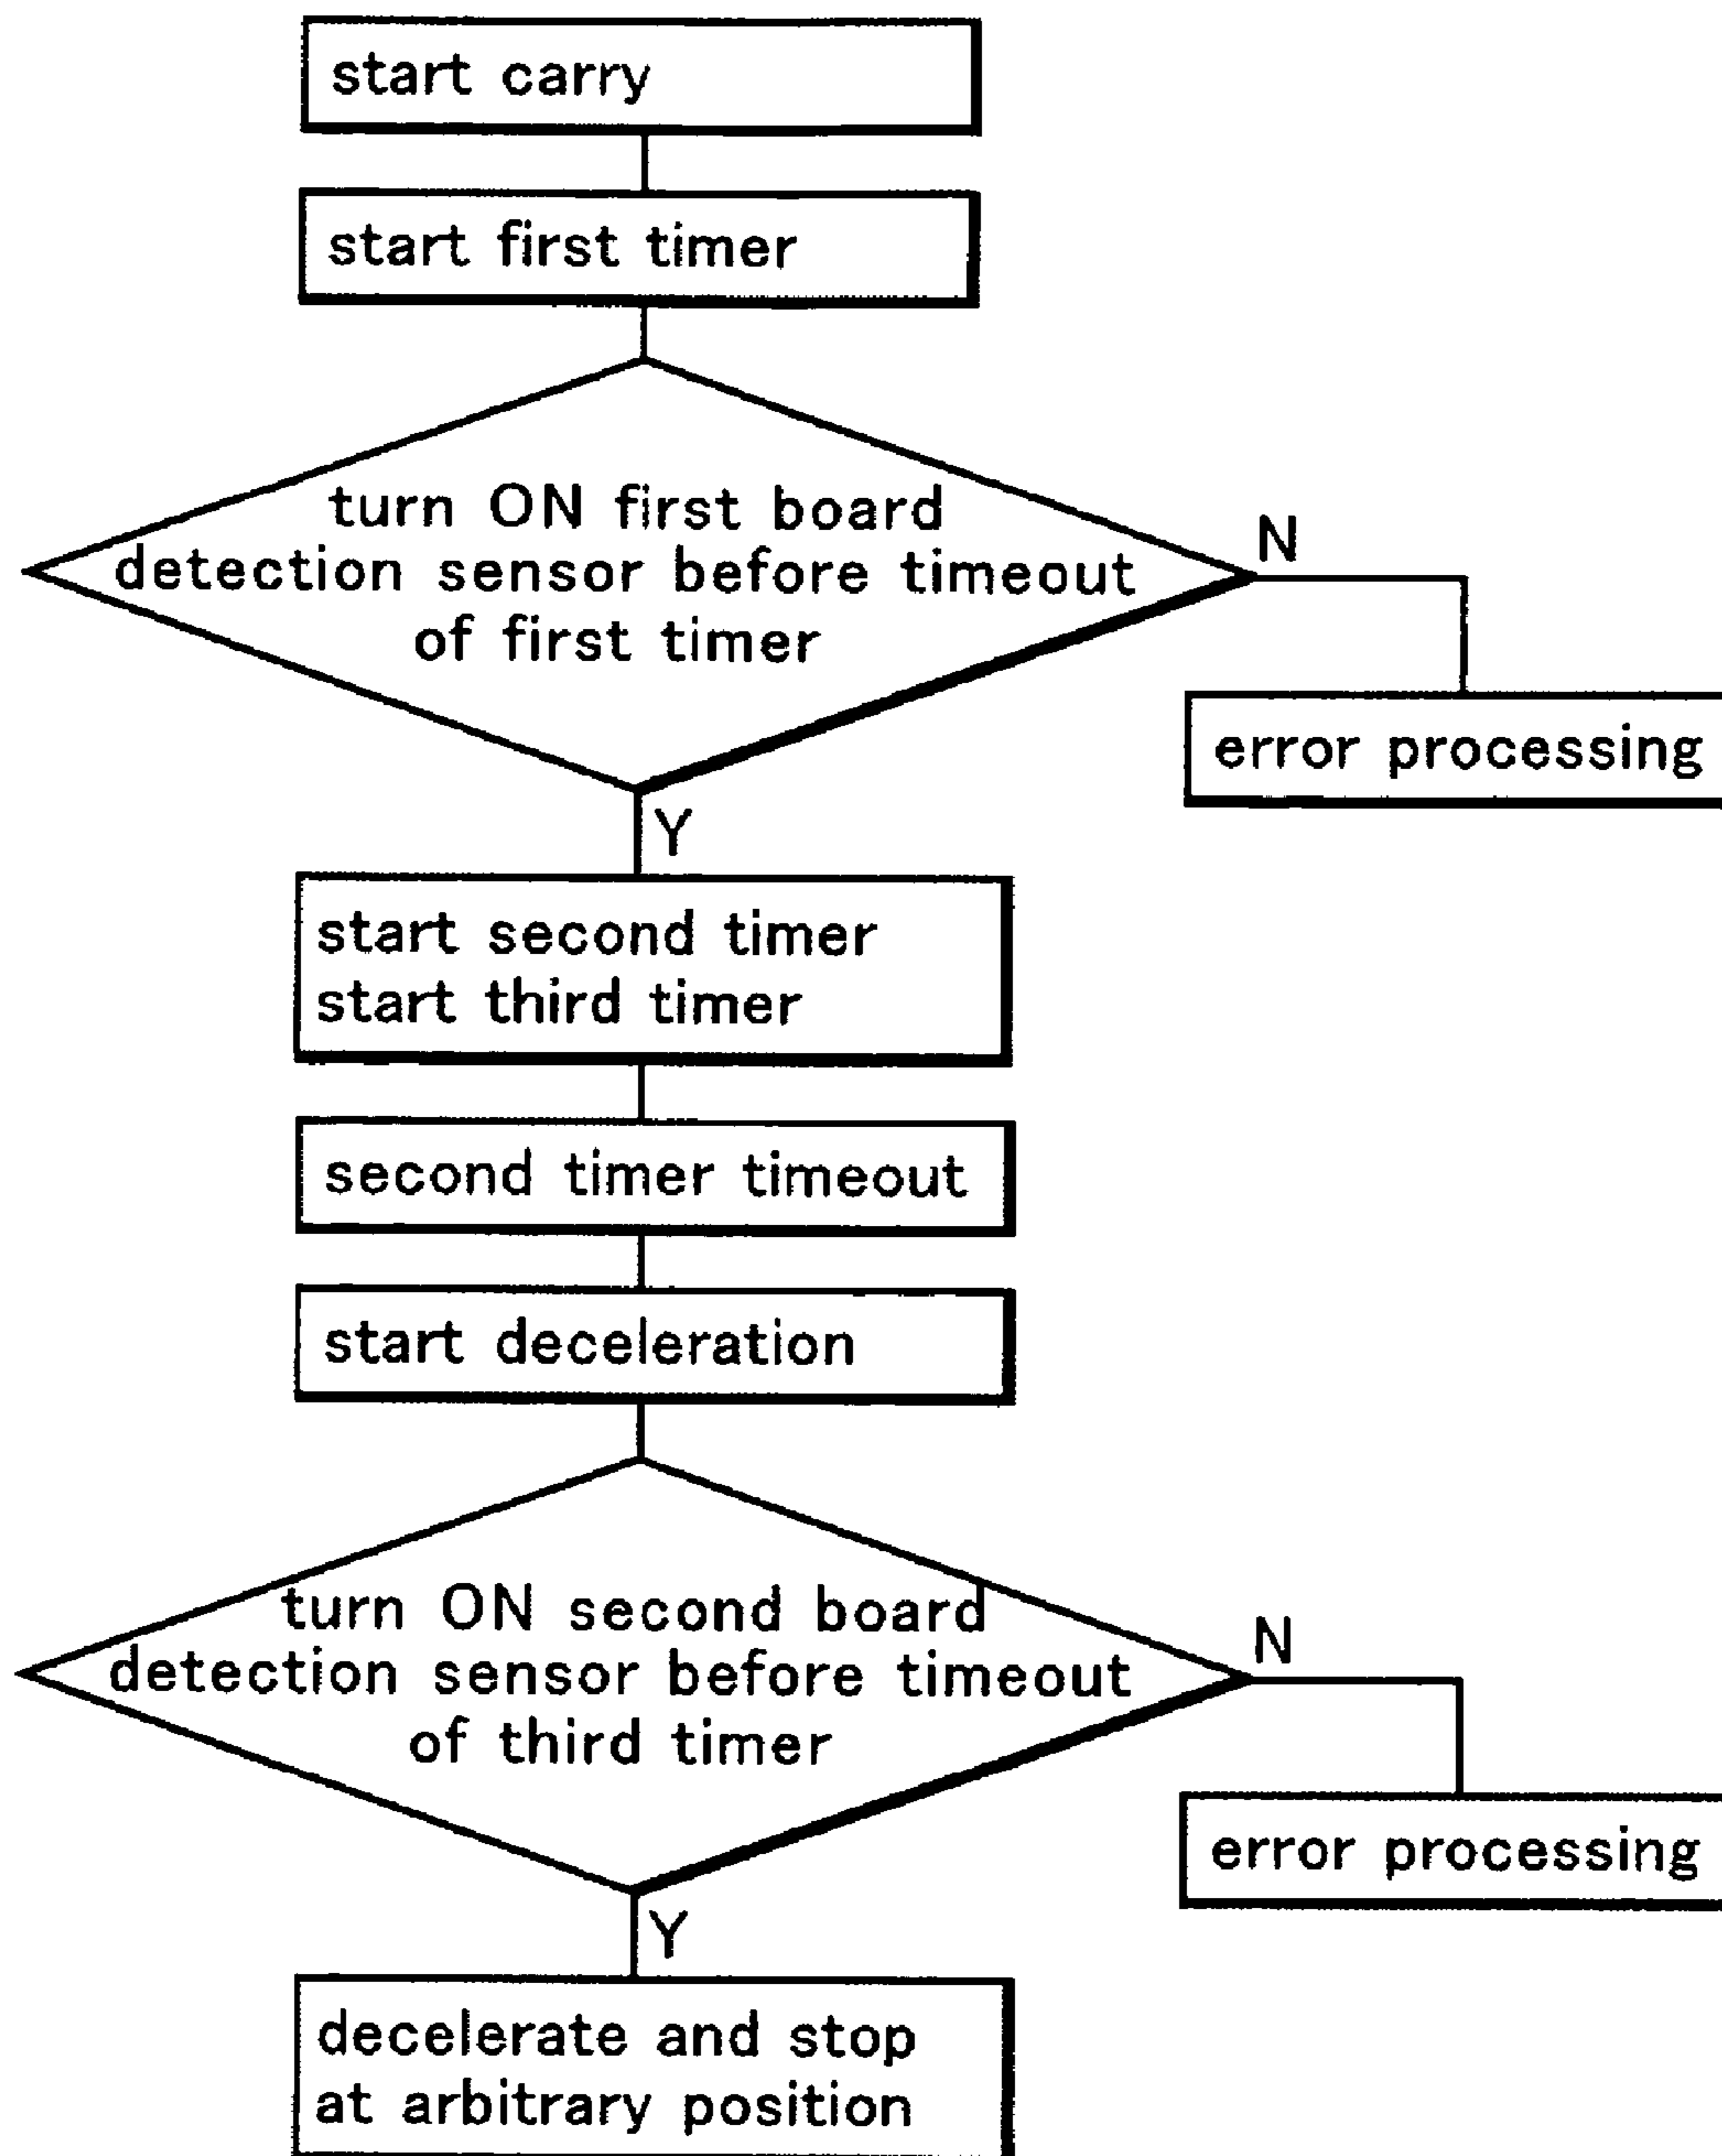 start carry
start first timer
turn ON first board
detection sensor before timeout
of first timer
N
error processing
Y
start second timer
start third timer
second timer timeout
start deceleration
turn ON second board
detection sensor before timeout
of third timer
N
error processing
Y
decelerate and stop
at arbitrary position